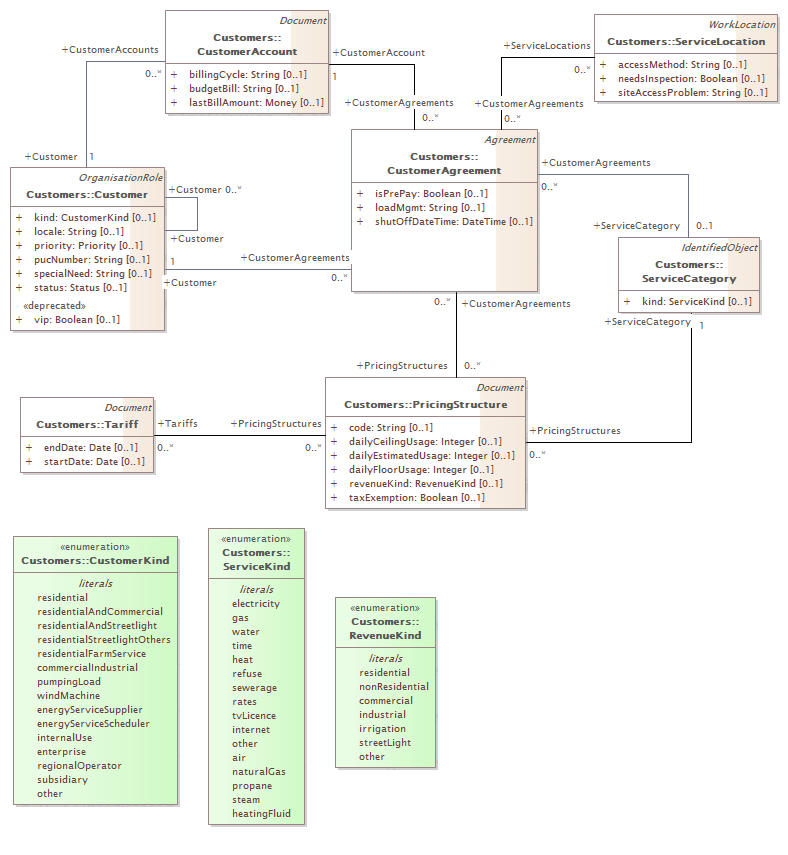 Document
Customers::
CustomerAccount
+ billingCycle: String [0..1]
+ budgetBill: String [0..1]
+ lastBillAmount: Money [0..1]
WorkLocation
Customers::ServiceLocation
+ accessMethod: String [0..1]
+ needsInspection: Boolean [0..1]
+ siteAccessProblem: String [0..1]
+CustomerAccounts
0..*
+CustomerAccount
1
+ServiceLocations
0..*
+CustomerAgreements
0..*
+CustomerAgreements
0..*
+Customer
1
Agreement
Customers::
CustomerAgreement
+ isPrePay: Boolean [0..1]
+ loadMgmt: String [0..1]
+ shutOffDateTime: DateTime [0..1]
OrganisationRole
Customers::Customer
+ kind: CustomerKind [0..1]
+ locale: String [0..1]
+ priority: Priority [0..1]
+ pucNumber: String [0..1]
+ specialNeed: String [0..1]
+ status: Status [0..1]
«deprecated»
+ vip: Boolean [0..1]
+Customer 0..*
+Customer
1
+Customer
+CustomerAgreements
0..*
+CustomerAgreements
0..*
+ServiceCategory
0..1
IdentifiedObject
Customers::
ServiceCategory
+ kind: ServiceKind [0..1]
+ServiceCategory
1
0..*
+CustomerAgreements
+PricingStructures
0..*
Document
Customers::Tariff
+ endDate: Date [0..1]
+ startDate: Date [0..1]
+Tariffs
0..*
+PricingStructures
0..*
Document
Customers::PricingStructure
+ code: String [0..1]
+ dailyCeilingUsage: Integer [0..1]
+ dailyEstimatedUsage: Integer [0..1]
+ dailyFloorUsage: Integer [0..1]
+ revenueKind: RevenueKind [0..1]
+ taxExemption: Boolean [0..1]
+PricingStructures
0..*
«enumeration»
Customers::CustomerKind
literals
residential
residentialAndCommercial
residentialAndStreetlight
residentialStreetlightOthers
residentialFarmService
commercialIndustrial
pumpingLoad
windMachine
energyServiceSupplier
energyServiceScheduler
internalUse
enterprise
regionalOperator
subsidiary
other
«enumeration»
Customers::
ServiceKind
literals
electricity
gas
water
time
heat
refuse
sewerage
rates
tvLicence
internet
other
air
naturalGas
propane
steam
heatingFluid
«enumeration»
Customers::
RevenueKind
literals
residential
nonResidential
commercial
industrial
irrigation
streetLight
other